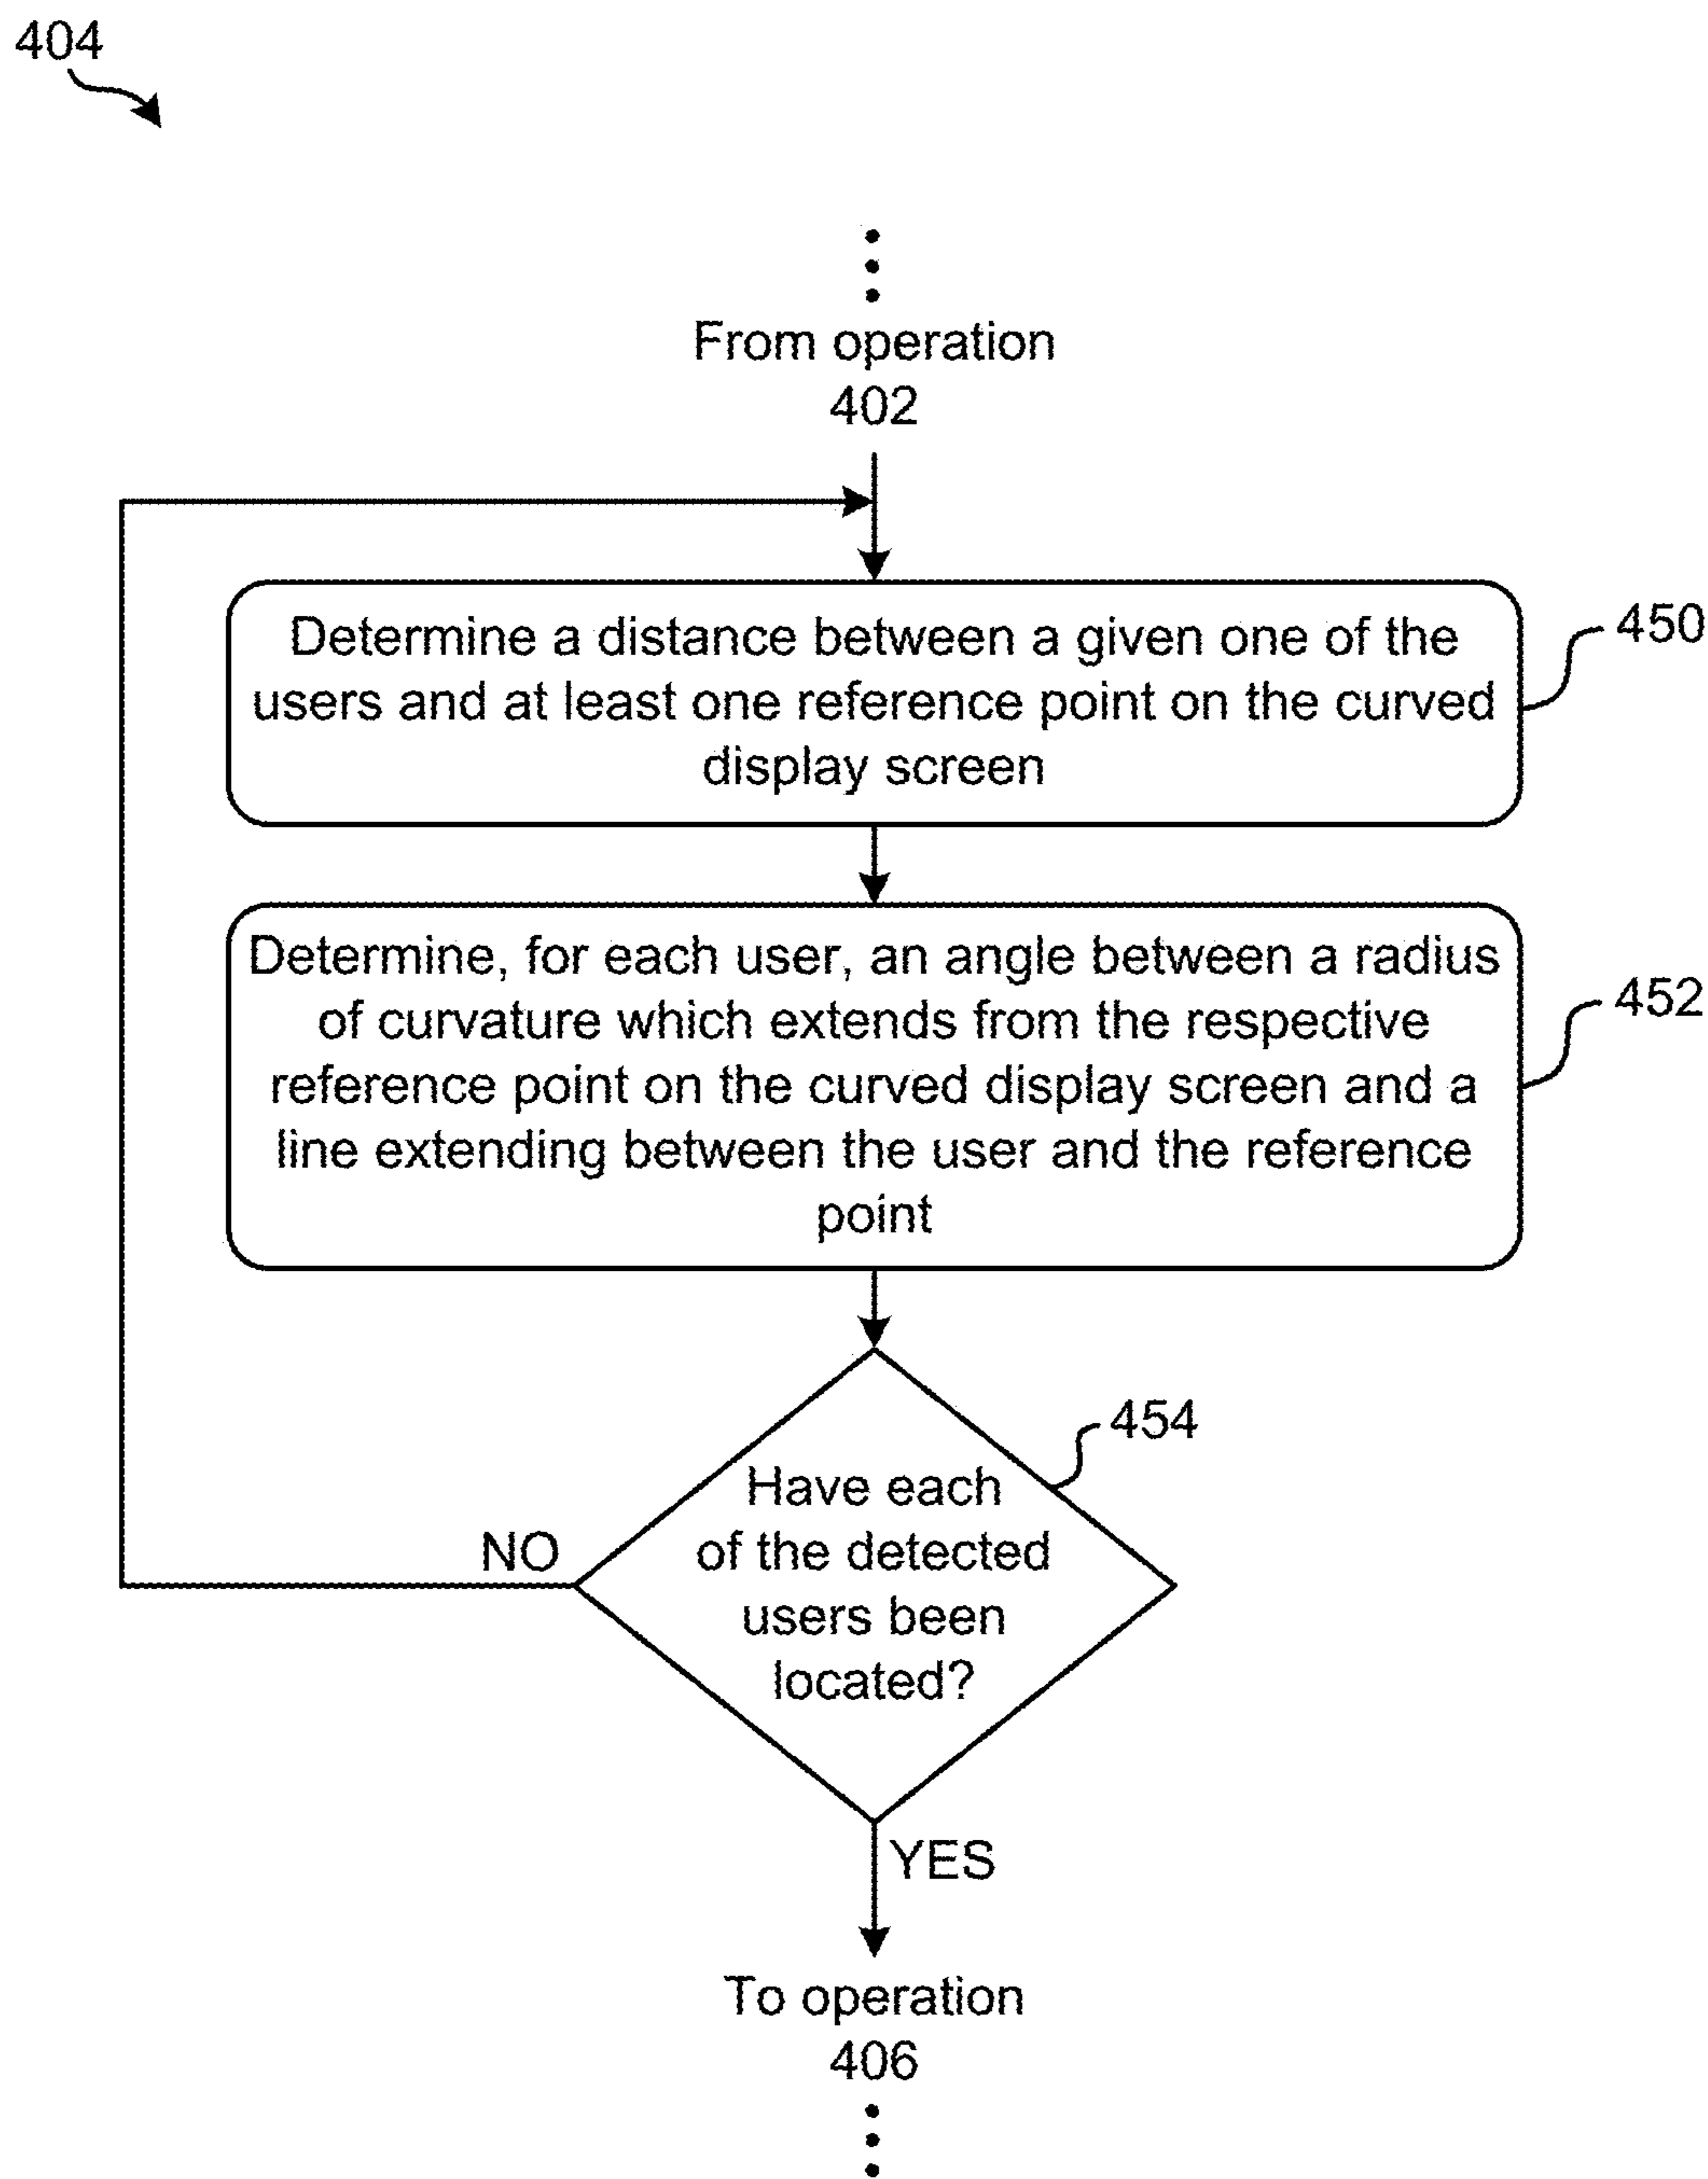 404
From operation
402
Determine a distance between a given one of the
users and at least one reference point on the curved
display screen
450
Determine, for each user, an angle between a radius
of curvature which extends from the respective
reference point on the curved display screen and a
line extending between the user and the reference
point
452
454
Have each
of the detected
users been
located?
NO
YES
To operation
406